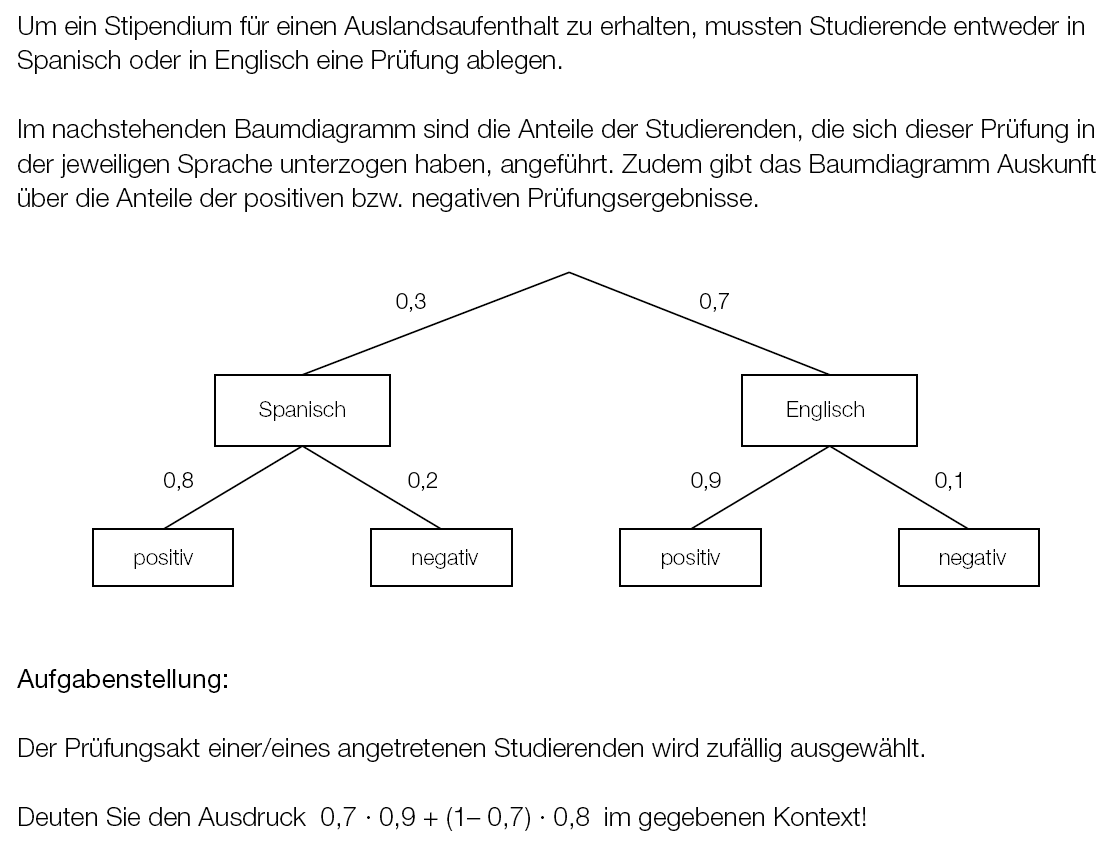 Um ein Stipendium für einen Auslandsaufenthalt zu erhalten, mussten Studierende entweder in
Spanisch oder in Englisch eine Prüfung ablegen.
Im nachstehenden Baumdiagramm sind die Anteile der Studierenden, die sich dieser Prüfung in
der jeweiligen Sprache unterzogen haben, angeführt. Zudem gibt das Baumdiagramm Auskunft
über die Anteile der positiven bzw. negativen Prüfungsergebnisse.
0,3 0,7
Spanisch Englisch
0,8 0,2 0,9 0,1
positiv negativ positiv negativ
Aufgabenstellung:
Der Prüfungsakt einer/eines angetretenen Studierenden wird zufällig ausgewählt.
Deuten Sie den Ausdruck 0,7 · 0,9 + (1– 0,7) · 0,8 im gegebenen Kontext!